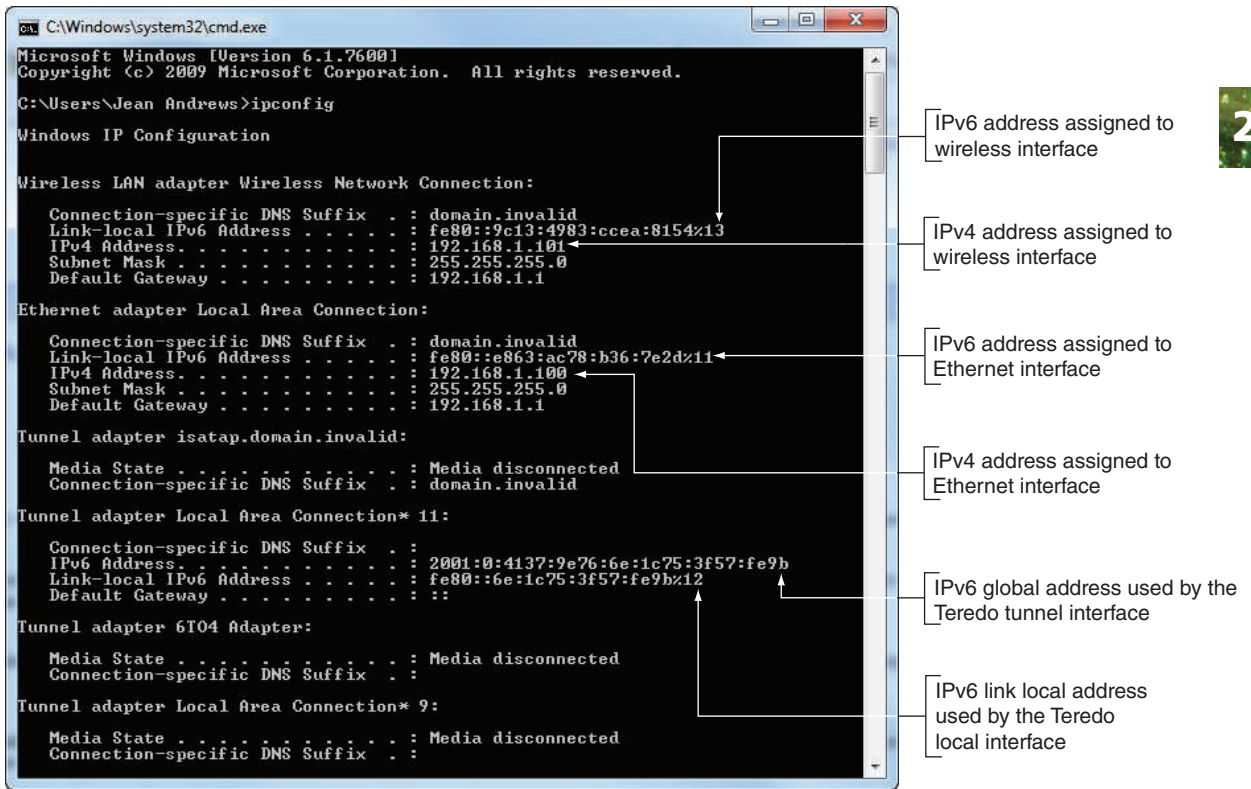 C:\Windows\system32\cmd.exe
Microsoft Windows [Version 6.1.7600]
Copyright (c) 2009 Microsoft Corporation.  All rights reserved.
C:\Users\Jean Andrews>ipconfig
Windows IP Configuration
Wireless LAN adapter Wireless Network Connection:
Connection-specific DNS Suffix  . : domain.invalid
Link-local IPv6 Address . . . . . : fe80::9c13:4983:ccea:8154%13
IPv4 Address. . . . . . . . . . . : 192.168.1.101
Subnet Mask . . . . . . . . . . . : 255.255.255.0
Default Gateway . . . . . . . . . : 192.168.1.1
Ethernet adapter Local Area Connection:
Connection-specific DNS Suffix  . : domain.invalid
Link-local IPv6 Address . . . . . : fe80::e863:ac78:b36:7e2d%11
IPv4 Address. . . . . . . . . . . : 192.168.1.100
Subnet Mask . . . . . . . . . . . : 255.255.255.0
Default Gateway . . . . . . . . . : 192.168.1.1
Tunnel adapter isatap.domain.invalid:
Media State . . . . . . . . . . . : Media disconnected
Connection-specific DNS Suffix  . : domain.invalid
Tunnel adapter Local Area Connection* 11:
Connection-specific DNS Suffix  . :
IPv6 Address. . . . . . . . . . . : 2001:0:4137:9e76:6e:1c75:3f57:fe9b
Link-local IPv6 Address . . . . . : fe80::6e:1c75:3f57:fe9b%12
Default Gateway . . . . . . . . . : ::
Tunnel adapter 6TO4 Adapter:
Media State . . . . . . . . . . . : Media disconnected
Connection-specific DNS Suffix  . :
Tunnel adapter Local Area Connection* 9:
Media State . . . . . . . . . . . : Media disconnected
Connection-specific DNS Suffix  . :
IPv6 address assigned to
wireless interface
IPv4 address assigned to
wireless interface
IPv6 address assigned to
Ethernet interface
IPv4 address assigned to
Ethernet interface
IPv6 global address used by the
Teredo tunnel interface
IPv6 link local address
used by the Teredo
local interface
2